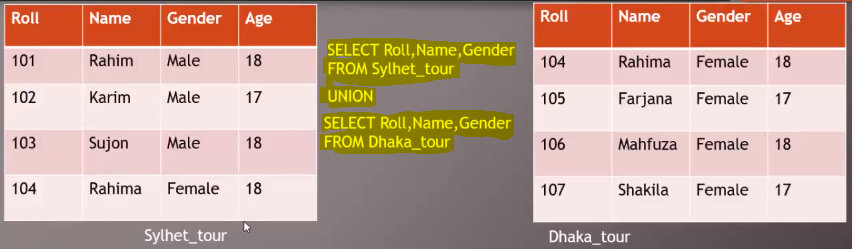 Roll Name Gender Age
101 Rahim Male 18
102 Karim Male 17
103 Sujon Male 18
104 Rahima Female 18
Sylhet_tour
SELECT Roll,Name,Gender
FROM Sylhet_tour
UNION
SELECT Roll,Name,Gender
FROM Dhaka_tour
Roll Name Gender Age
104 Rahima Female 18
105 Farjana Female 17
106 Mahfuza Female 18
107 Shakila Female 17
Dhaka_tour